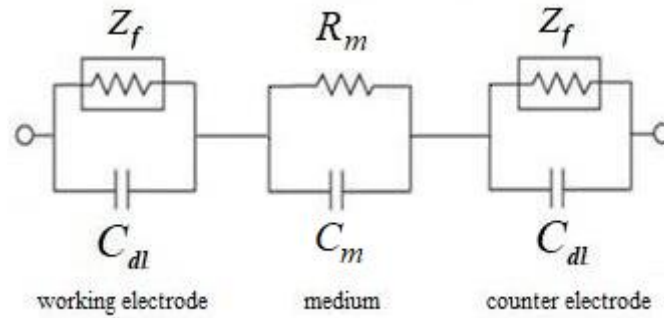 Z_f R_m Z_f
C_dl C_m C_dl
working electrode medium counter electrode